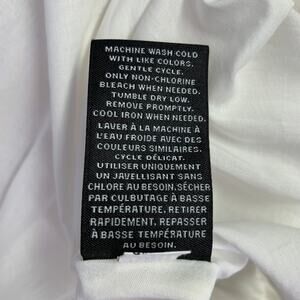 MACHINE WASH COLD
WITH LIKE COLORS.
GENTLE CYCLE.
ONLY NON-CHLORINE
BLEACH WHEN NEEDED.
TUMBLE DRY LOW.
REMOVE PROMPTLY.
COOL IRON WHEN NEEDED.
LAVER À LA MACHINE À
L'EAU FROIDE AVEC DES
COULEURS SIMILAIRES.
CYCLE DÉLICAT.
UTILISER UNIQUEMENT
UN JAVELLISANT SANS
CHLORE AU BESOIN.SÉCHER
PAR CULBUTAGE À BASSE
TEMPÉRATURE, RETIRER
RAPIDEMENT. REPASSER
À BASSE TEMPÉRATURE
AU BESOIN.